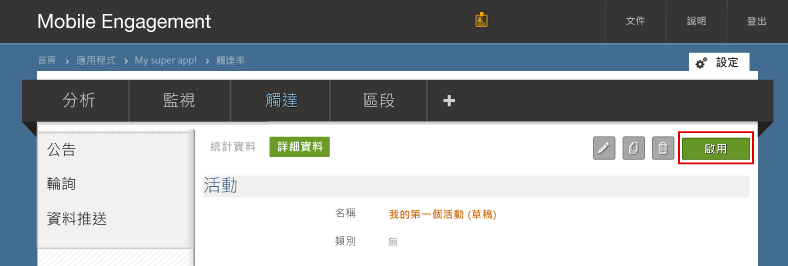 Mobile Engagement
文件 說明 登出
首頁 › 應用程式 › My super app! › 觸達率
設定
分析 監視 觸達 區段
公告
輪詢
資料推送
統計資料 詳細資料 啟用
活動
名稱 我的第一個活動 (草稿)
類別 無